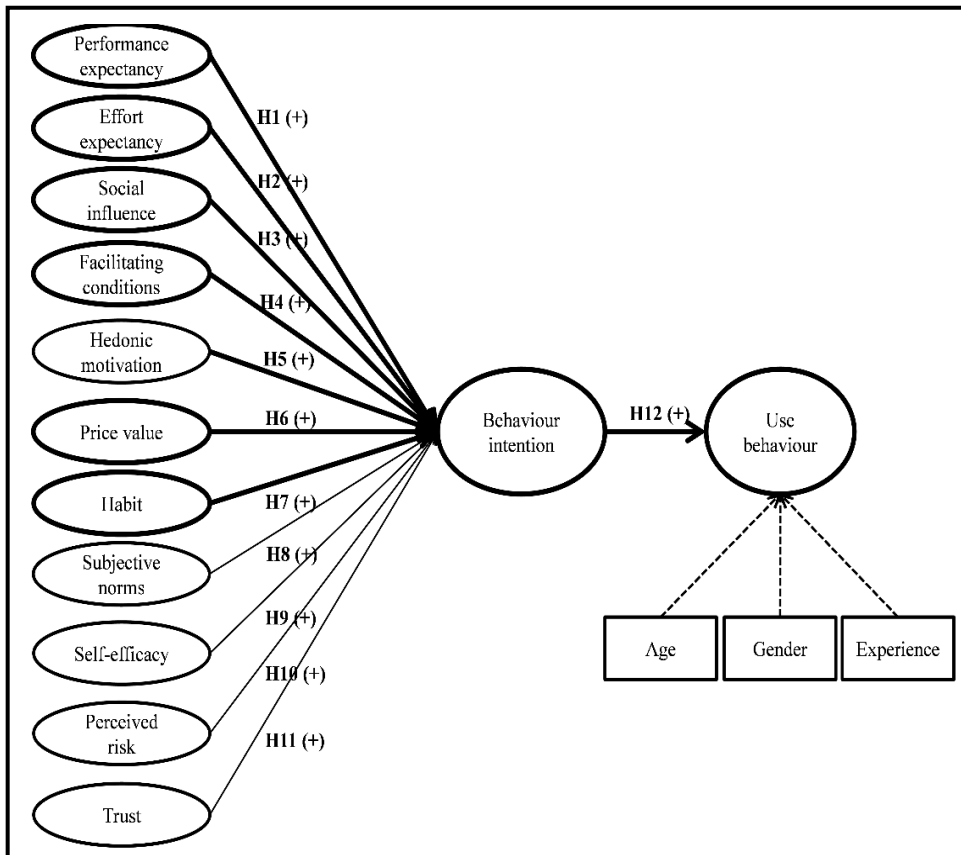 Performance
expectancy
Effort
expectancy
Social
influence
Facilitating
conditions
Hedonic
motivation
Price value
Habit
Subjective
norms
Self-efficacy
Perceived
risk
Trust
H1 (+)
H2 (+)
H3 (+)
H4 (+)
H5 (+)
H6 (+)
H7 (+)
H8 (+)
H9 (+)
H10 (+)
H11 (+)
Behaviour
intention
H12 (+)
Use
behaviour
Age
Gender
Experience